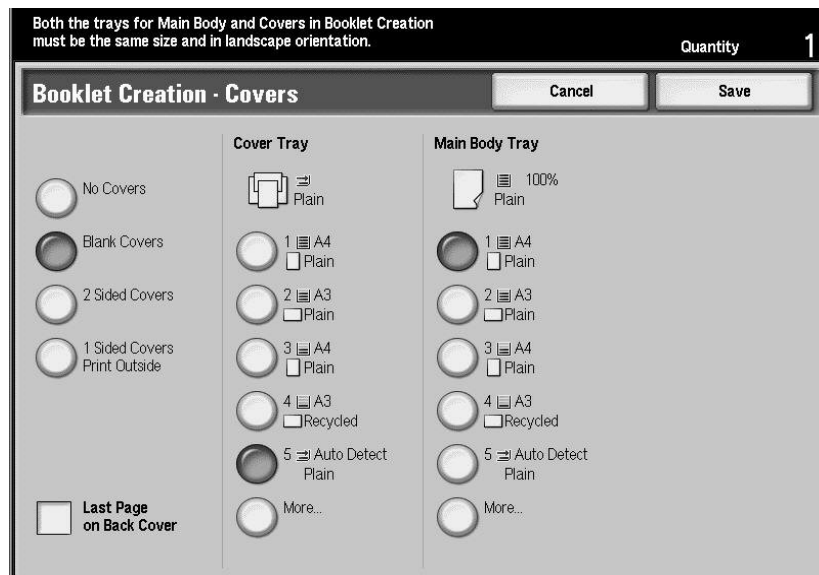 Both the trays for Main Body and Covers in Booklet Creation
must be the same size and in landscape orientation.
Quantity 1
Booklet Creation - Covers
Cancel
Save
No Covers
Blank Covers
2 Sided Covers
1 Sided Covers
Print Outside
Last Page
on Back Cover
Cover Tray
Plain
1 A4
Plain
2 A3
Plain
3 A4
Plain
4 A3
Recycled
5 Auto Detect
Plain
More...
Main Body Tray
100%
Plain
1 A4
Plain
2 A3
Plain
3 A4
Plain
4 A3
Recycled
5 Auto Detect
Plain
More...